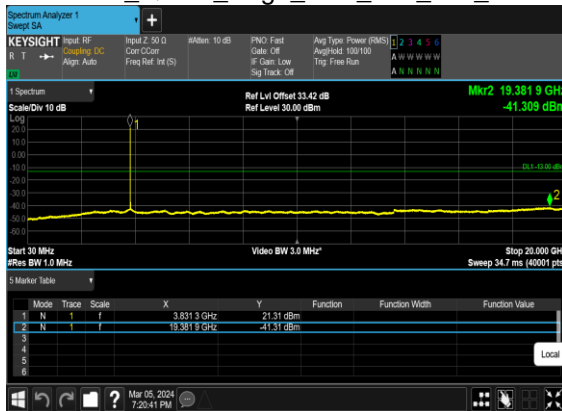 Spectrum Analyzer 1
Swept SA
+
KEYSIGHT Input: RF Input Z: 50 Ω #Atten: 10 dB PNO: Fast Avg Type: Power (RMS) 1 2 3 4 5 6
R T Coupling: DC Corr CCorr Gate: Off Avg|Hold: 100/100 A W W W W W
Align: Auto Freq Ref: Int (S) IF Gain: Low Trig: Free Run
Sig Track: Off A N N N N N
1 Spectrum Ref Lvl Offset 33.42 dB Mkr2 19.381 9 GHz
Scale/Div 10 dB Ref Level 30.00 dBm -41.309 dBm
Log
20.0
10.0
0.00
-10.0
DL1 -13.00 dBm
-20.0
-30.0
-40.0
-50.0
-60.0
1
2
Start 30 MHz Video BW 3.0 MHz* Stop 20.000 GHz
#Res BW 1.0 MHz Sweep 34.7 ms (40001 pts)
5 Marker Table
Mode Trace Scale X Y Function Function Width Function Value
1 N 1 f 3.831 3 GHz 21.31 dBm
2 N 1 f 19.381 9 GHz -41.31 dBm
3
4
5
6
Local
? Mar 05, 2024
7:20:41 PM